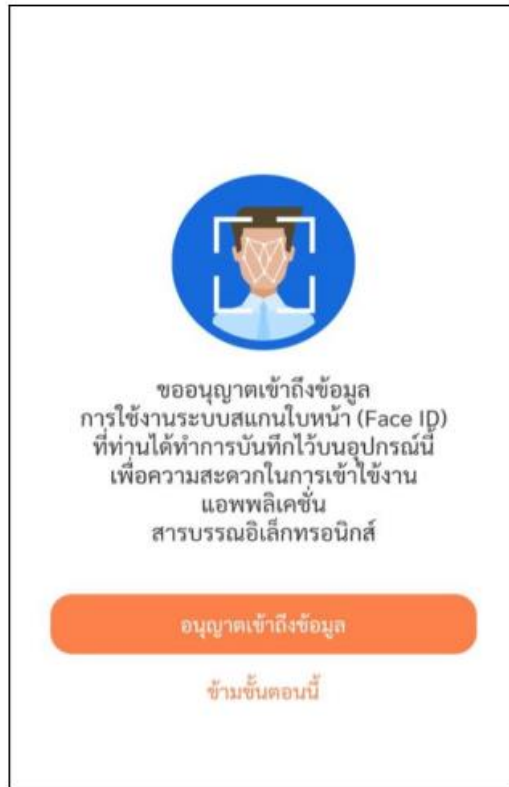 ขออนุญาตเข้าถึงข้อมูล
การใช้งานระบบสแกนใบหน้า (Face ID)
ที่ท่านได้ทำการบันทึกไว้บนอุปกรณ์นี้
เพื่อความสะดวกในการเข้าใช้งาน
แอพพลิเคชั่น
สารบรรณอิเล็กทรอนิกส์
อนุญาตเข้าถึงข้อมูล
ข้ามขั้นตอนนี้